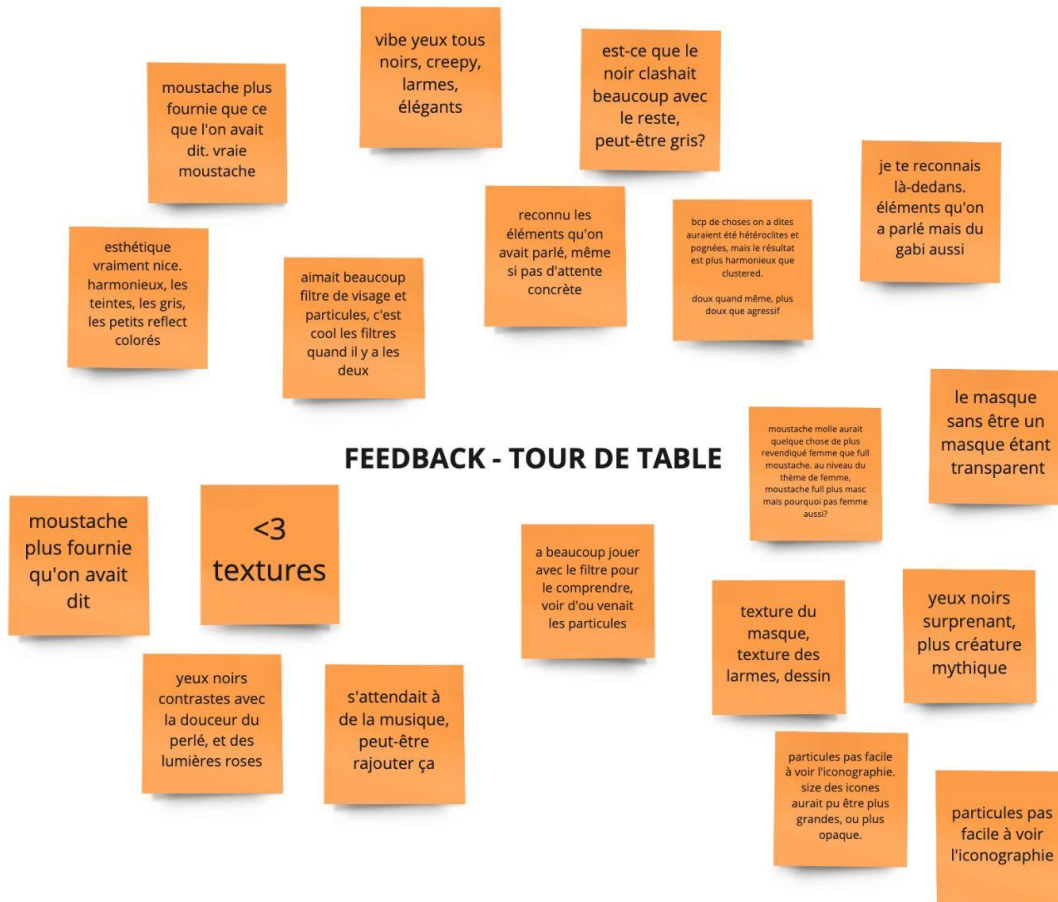 vibe yeux tous
noirs, creepy,
larmes,
élégants
est-ce que le
noir clashait
beaucoup avec
le reste,
peut-être gris?
moustache plus
fournie que ce
que l'on avait
dit. vraie
moustache
je te reconnais
là-dedans.
éléments qu'on
a parlé mais du
gabi aussi
reconnu les
éléments qu'on
avait parlé, même
si pas d'attente
concrète
bcp de choses on a dites
auraient été hétéroclites et
pognées, mais le résultat
est plus harmonieux que
clustered.
doux quand même, plus
doux que agressif
esthétique
vraiment nice.
harmonieux, les
teintes, les gris,
les petits reflect
colorés
aimait beaucoup
filtre de visage et
particules, c'est
cool les filtres
quand il y a les
deux
le masque
sans être un
masque étant
transparent
moustache molle aurait
quelque chose de plus
revendiqué femme que full
moustache. au niveau du
thème de femme,
moustache full plus masc
mais pourquoi pas femme
aussi?
FEEDBACK - TOUR DE TABLE
moustache
plus fournie
qu'on avait
dit
<3
textures
a beaucoup jouer
avec le filtre pour
le comprendre,
voir d'ou venait
les particules
texture du
masque,
texture des
larmes, dessin
yeux noirs
surprenant,
plus créature
mythique
yeux noirs
contrastes avec
la douceur du
perlé, et des
lumières roses
s'attendait à
de la musique,
peut-être
rajouter ça
particules pas facile
à voir l'iconographie.
size des icones
aurait pu être plus
grandes, ou plus
opaque.
particules pas
facile à voir
l'iconographie